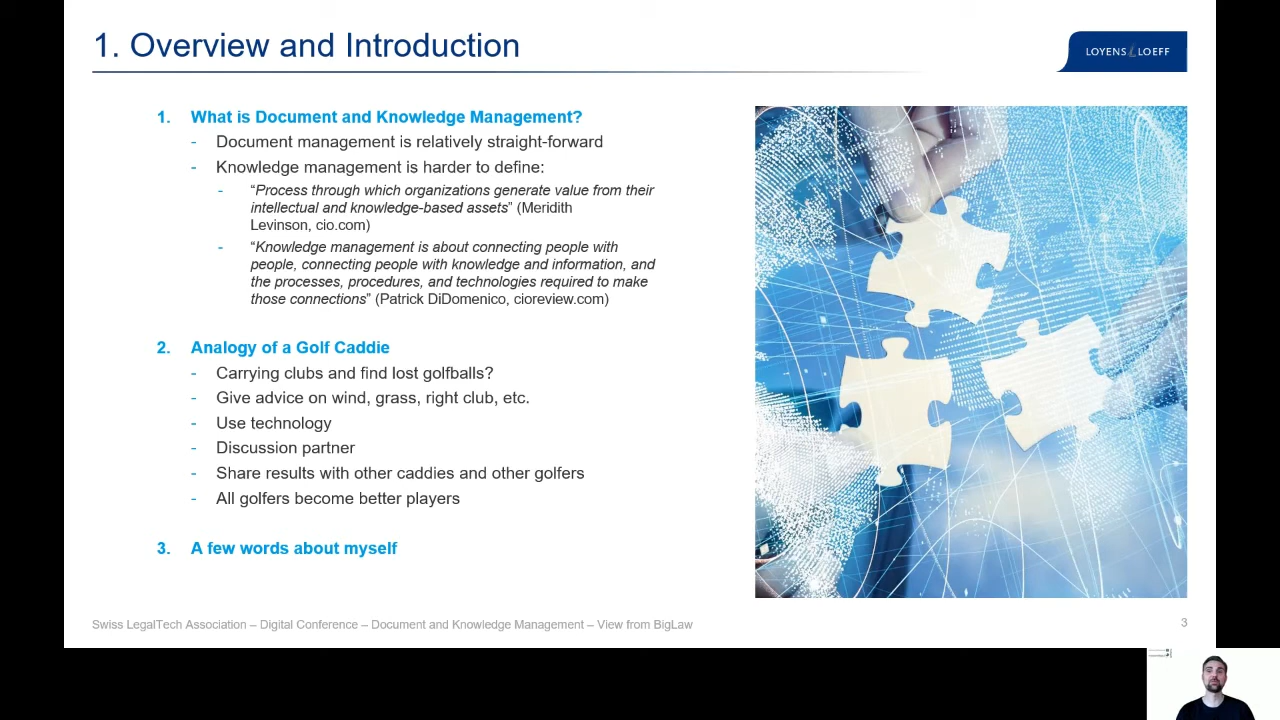 1. Overview and Introduction
LOYENS LOEFF
1. What is Document and Knowledge Management?
- Document management is relatively straight-forward
- Knowledge management is harder to define:
- “Process through which organizations generate value from their
intellectual and knowledge-based assets” (Meridith
Levinson, cio.com)
- “Knowledge management is about connecting people with
people, connecting people with knowledge and information, and
the processes, procedures, and technologies required to make
those connections” (Patrick DiDomenico, cioreview.com)
2. Analogy of a Golf Caddie
- Carrying clubs and find lost golfballs?
- Give advice on wind, grass, right club, etc.
- Use technology
- Discussion partner
- Share results with other caddies and other golfers
- All golfers become better players
3. A few words about myself
Swiss LegalTech Association – Digital Conference – Document and Knowledge Management – View from BigLaw
3